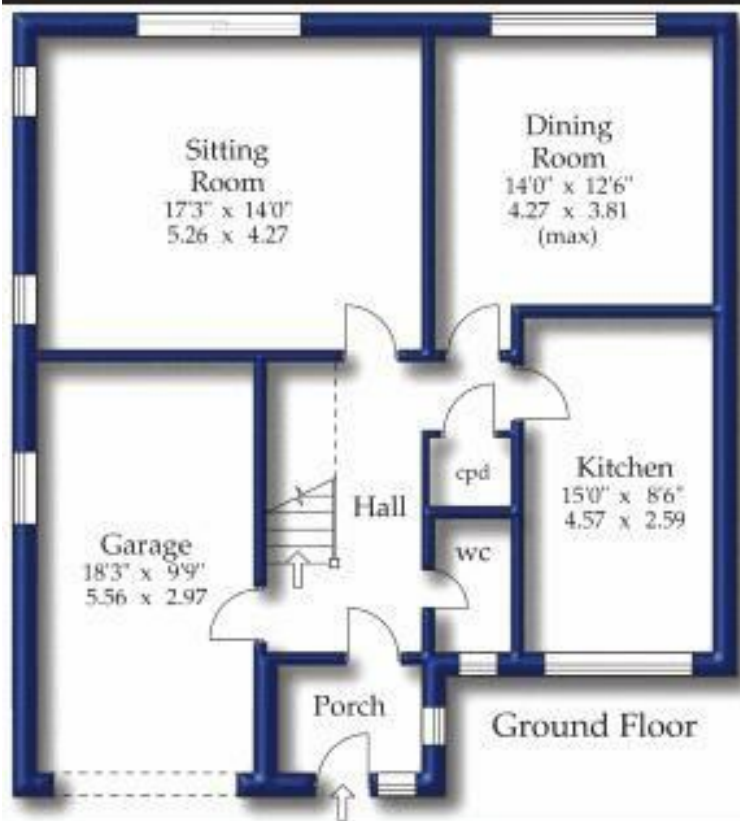 Sitting
Room
17'3" x 14'0"
5.26 x 4.27
Dining
Room
14'0" x 12'6"
4.27 x 3.81
(max)
Kitchen
15'0" x 8'6"
4.57 x 2.59
cpd
Hall
wc
Garage
18'3" x 9'9"
5.56 x 2.97
Porch
Ground Floor